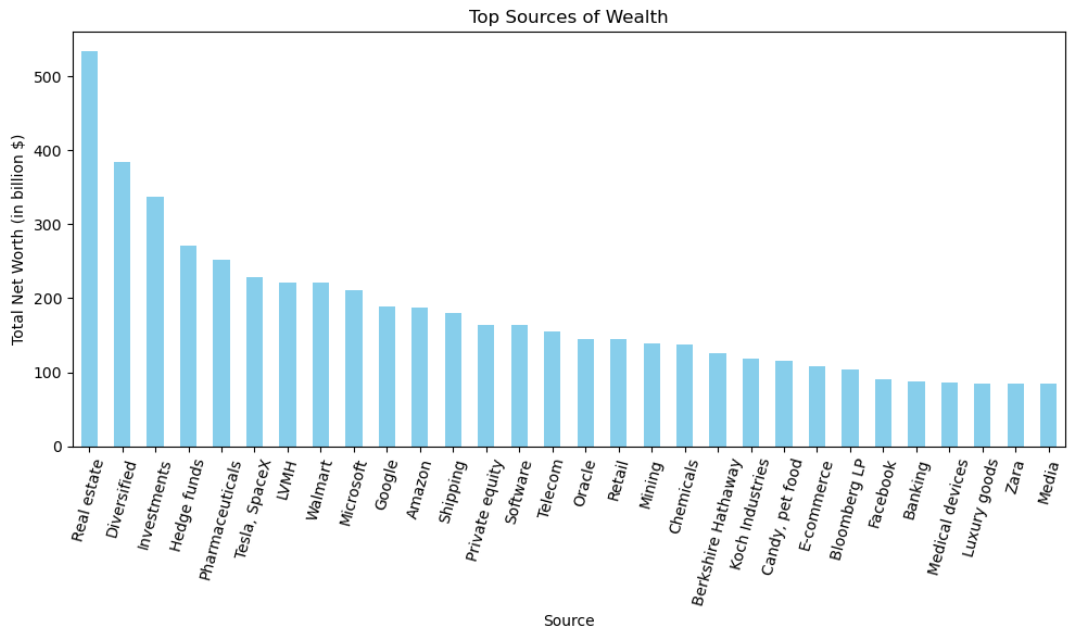 Top Sources of Wealth
Total Net Worth (in billion $)
500
400
300
200
100
0
Real estate
Diversified
Investments
Hedge funds
Pharmaceuticals
Tesla, SpaceX
LVMH
Walmart
Microsoft
Google
Amazon
Shipping
Private equity
Software
Telecom
Oracle
Retail
Mining
Chemicals
Berkshire Hathaway
Koch Industries
Candy, pet food
E-commerce
Bloomberg LP
Facebook
Banking
Medical devices
Luxury goods
Zara
Media
Source